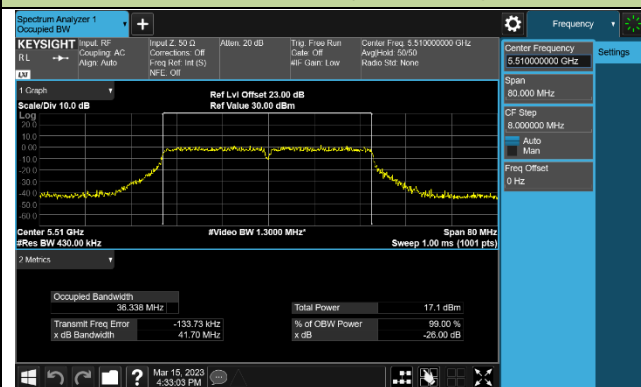 Spectrum Analyzer 1
Occupied BW
Frequency
KEYSIGHT
RL
LXI
Input: RF
Coupling: AC
Align: Auto
Input Z: 50 Ω
Corrections: Off
Freq Ref: Int (S)
NFE: Off
Atten: 20 dB
Trig: Free Run
Gate: Off
#IF Gain: Low
Center Freq: 5.510000000 GHz
Avg|Hold: 50/50
Radio Std: None
Center Frequency
5.510000000 GHz
Settings
Span
80.000 MHz
CF Step
8.000000 MHz
Auto
Man
Freq Offset
0 Hz
1 Graph
Scale/Div 10.0 dB
Ref Lvl Offset 23.00 dB
Ref Value 30.00 dBm
Log
20.0
10.0
0.00
-10.0
-20.0
-30.0
-40.0
-50.0
-60.0
Center 5.51 GHz
#Res BW 430.00 kHz
#Video BW 1.3000 MHz*
Span 80 MHz
Sweep 1.00 ms (1001 pts)
2 Metrics
Occupied Bandwidth
36.338 MHz
Total Power 17.1 dBm
Transmit Freq Error -133.73 kHz
% of OBW Power 99.00 %
x dB Bandwidth 41.70 MHz
x dB -26.00 dB
?
Mar 15, 2023
4:33:03 PM